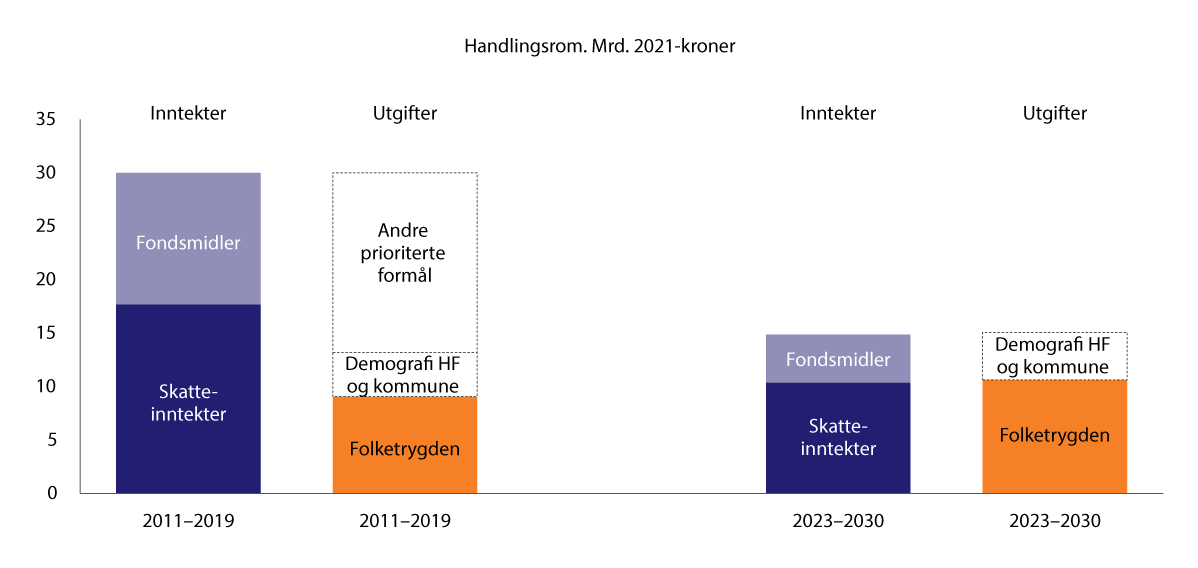 Handlingsrom. Mrd. 2021-kroner
Inntekter
Utgifter
Inntekter
Utgifter
35
30
25
20
15
10
5
0
Fondsmidler
Skatte-
inntekter
Andre
prioriterte
formål
Demografi HF
og kommune
Folketrygden
Fondsmidler
Skatte-
inntekter
Demografi HF
og kommune
Folketrygden
2011–2019
2011–2019
2023–2030
2023–2030